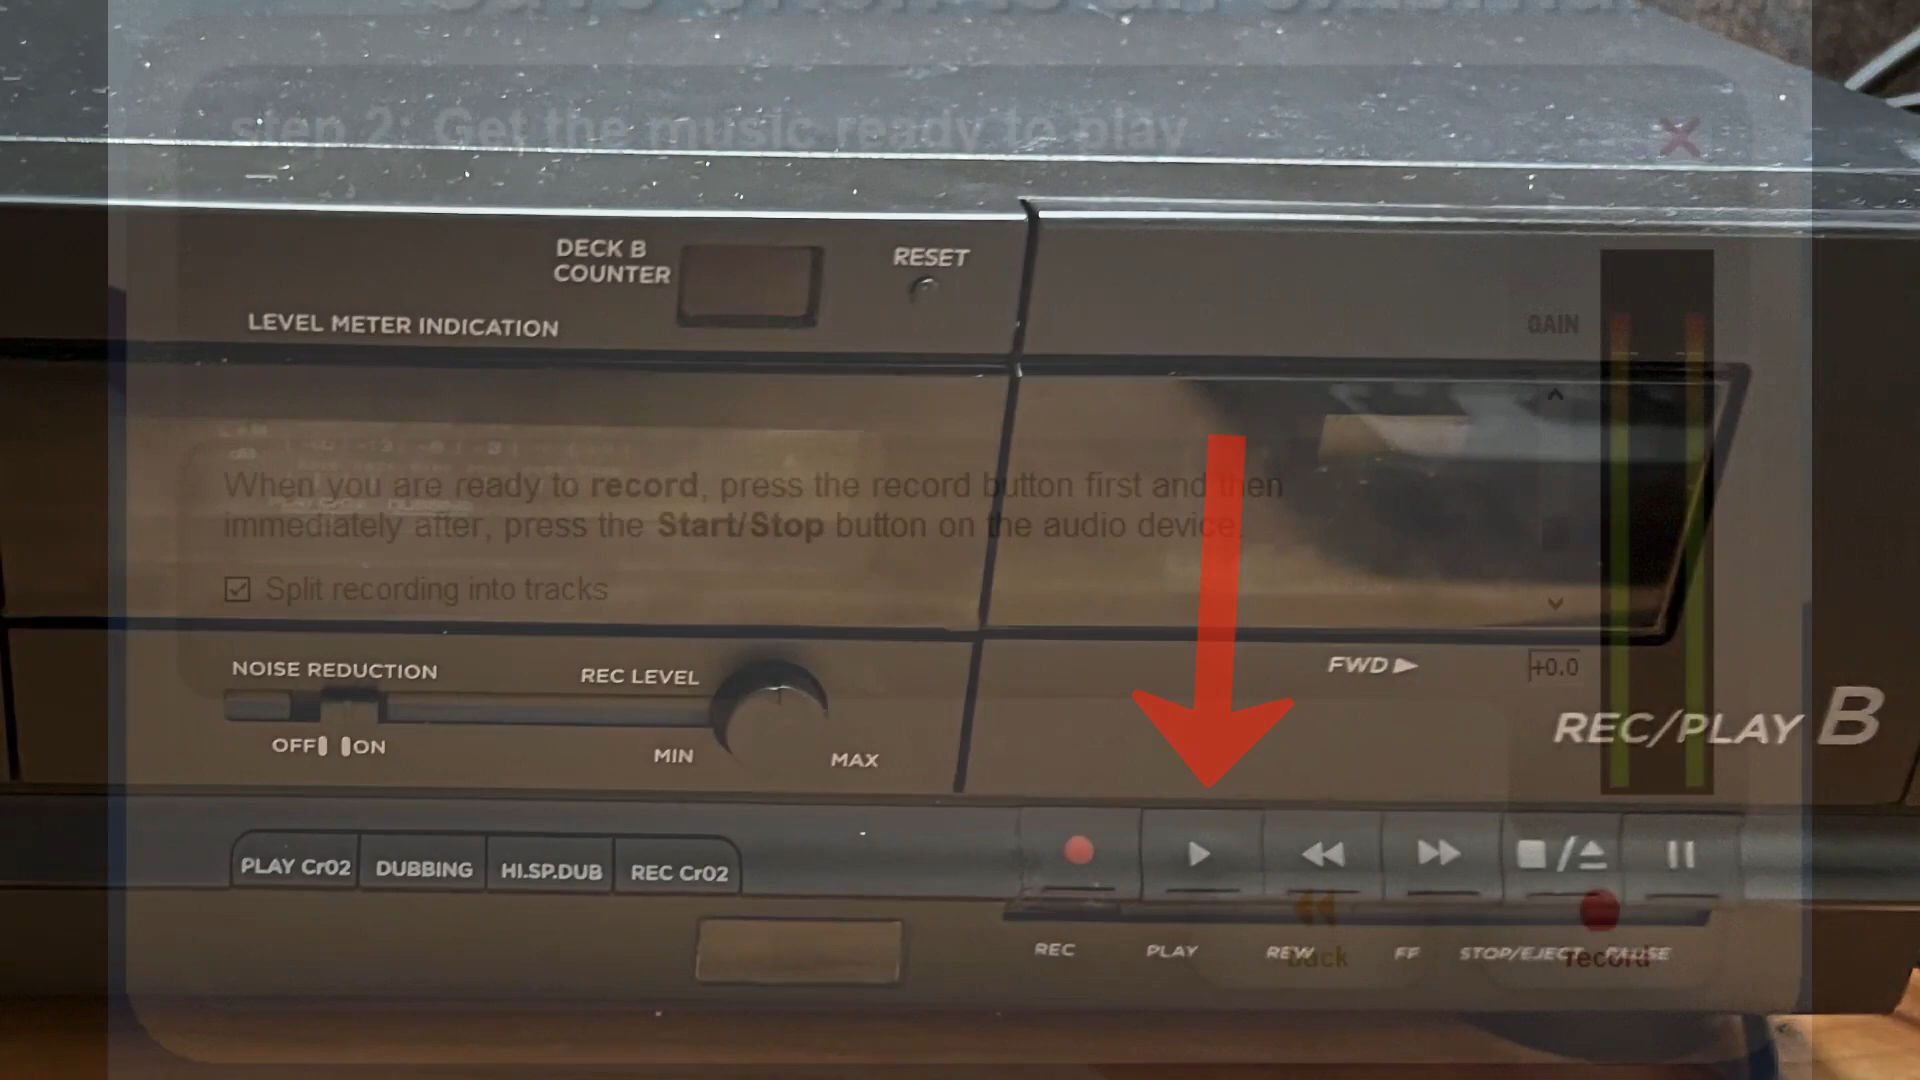 step 2: Get the music ready to play
DECK B
COUNTER
RESET
LEVEL METER INDICATION
GAIN
When you are ready to record, press the record button first and then
immediately after, press the Start/Stop button on the audio device.
Split recording into tracks
NOISE REDUCTION
REC LEVEL
FWD
+0.0
REC/PLAY B
OFF ON
MIN
MAX
PLAY CrO2
DUBBING
HI.SP.DUB
REC CrO2
REC
PLAY
REW
FF
STOP/EJECT
PAUSE
Back
record